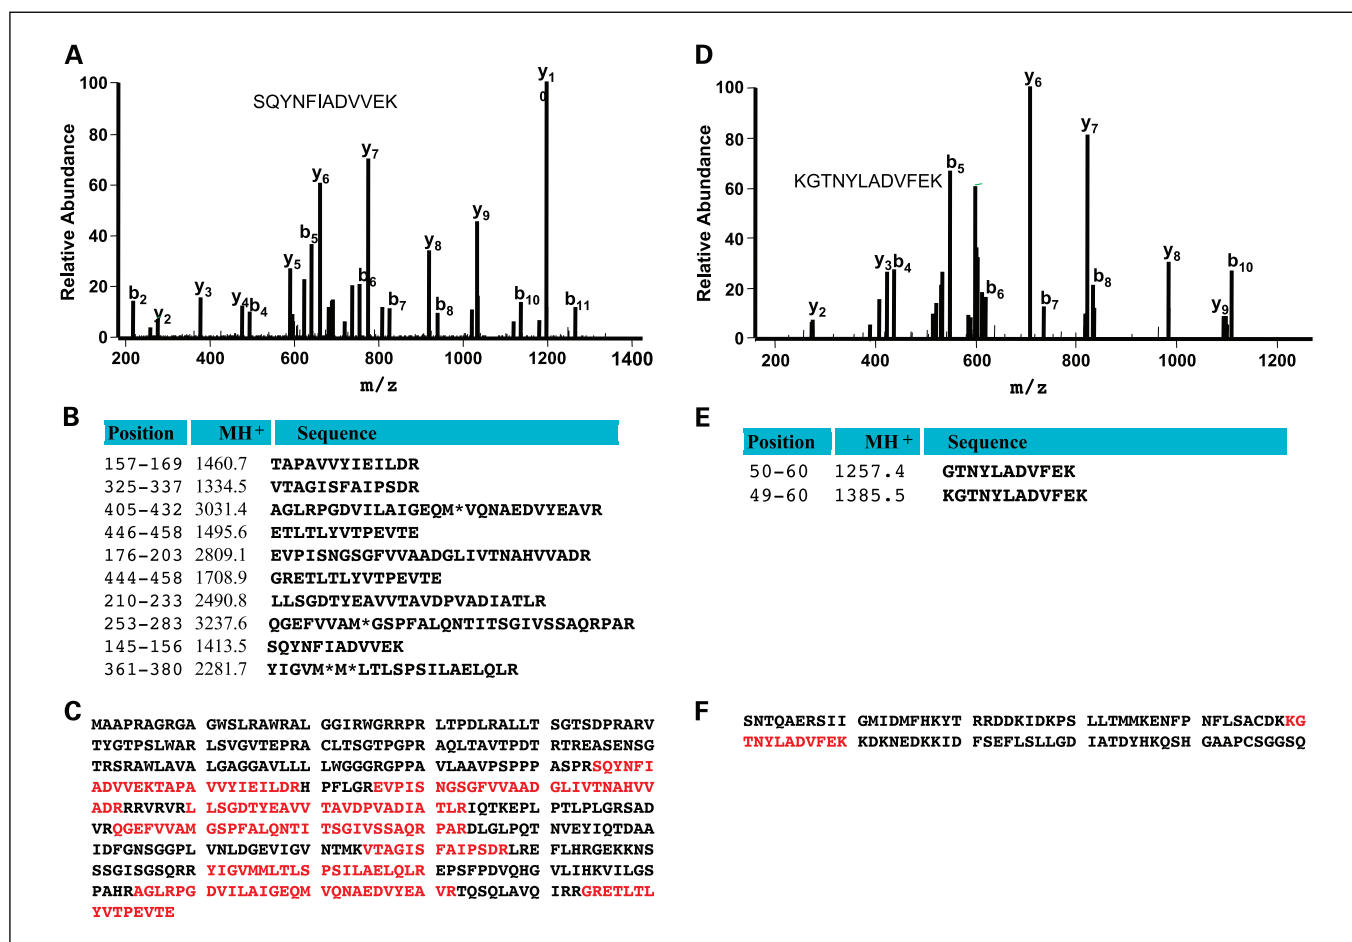 A
100
80
60
40
20
0
Relative Abundance
SQYNFIADVVEK
b2
y2
y3
y4
b4
y5
b5
y6
b6
y7
b7
y8
b8
y9
b10
y10
b11
200 400 600 800 1000 1200 1400
m/z
D
100
80
60
40
20
0
Relative Abundance
KGTNYLADVFEK
y2
y3
b4
b5
b6
y6
b7
y7
b8
y8
y9
b10
200 400 600 800 1000 1200
m/z
B
Position MH+ Sequence
157-169 1460.7 TAPAVVYIEILDR
325-337 1334.5 VTAGISFAIPSDR
405-432 3031.4 AGLRPGDVILAIGEQM*VQNAEDVYEAVR
446-458 1495.6 ETLTLYVTPEVTE
176-203 2809.1 EVPISNGSGFVVAADGLIVTNAHVVADR
444-458 1708.9 GRETLTLYVTPEVTE
210-233 2490.8 LLSGDTYEAVVTAVDPVADIATLR
253-283 3237.6 QGEFVVAM*GSPFALQNTITSGIVSSAQRPAR
145-156 1413.5 SQYNFIADVVEK
361-380 2281.7 YIGVM*M*LTLSPSILAELQLR
E
Position MH+ Sequence
50-60 1257.4 GTNYLADVFEK
49-60 1385.5 KGTNYLADVFEK
C
MAAPRAGRGA GWSLRAWRAL GGIRWGRRPR LTPDLRALLT SGTSDPRARV
TYGTPSLWAR LSVGVTEPRA CLTSGTPGPR AQLTAVTPDT RTREASENSG
TRSRAWLAVA LGAGGAVLLL LWGGGRGPPA VLAAVPSPPP ASPRSQYNFI
ADVVEKTAPA VVYIEILDRH PFLGREVPIS NGSGFVVAAD GLIVTNAHVV
ADRRRVRVRL LSGDTYEAVV TAVDPVADIA TLRIQTKEPL PTLPLGRSAD
VRQGEFVVAM GSPFALQNTI TSGIVSSAQR PARDLGLPQT NVEYIQTDAA
IDFGNSGGPL VNLDGEVIGV NTMKVTAGIS FAIPSDRLRE FLHRGEKKNS
SSGISGSQRR YIGVMMLTLS PSILAELQLR EPSFPDVQHG VLIHKVILGS
PAHRAGLRPG DVILAIGEQM VQNAEDVYEA VRTQSQLAVQ IRRGRETLTL
YVTPEVTE
F
SNTQAERSII GMIDMFHKYT RRDDKIDKPS LLTMMKENFP NFLSACDKKG
TNYLADVFEK KDKNEDKKID FSEFLSLLGD IATDYHKQSH GAAPCSGGSQ